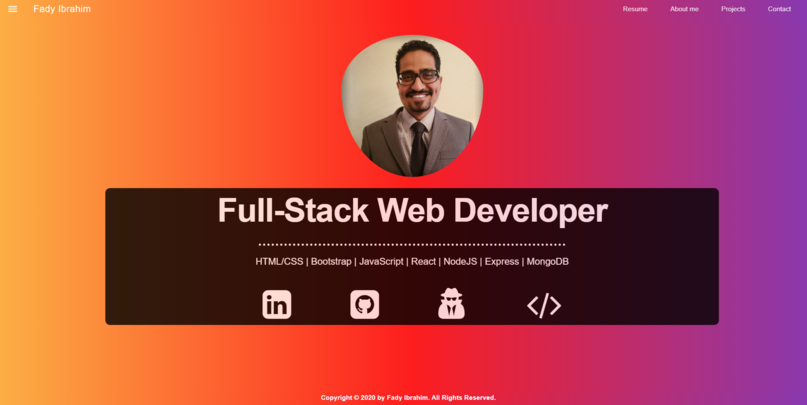 Fady Ibrahim
Resume About me Projects Contact
Full-Stack Web Developer
HTML/CSS | Bootstrap | JavaScript | React | NodeJS | Express | MongoDB
in
</>
Copyright © 2020 by Fady Ibrahim. All Rights Reserved.